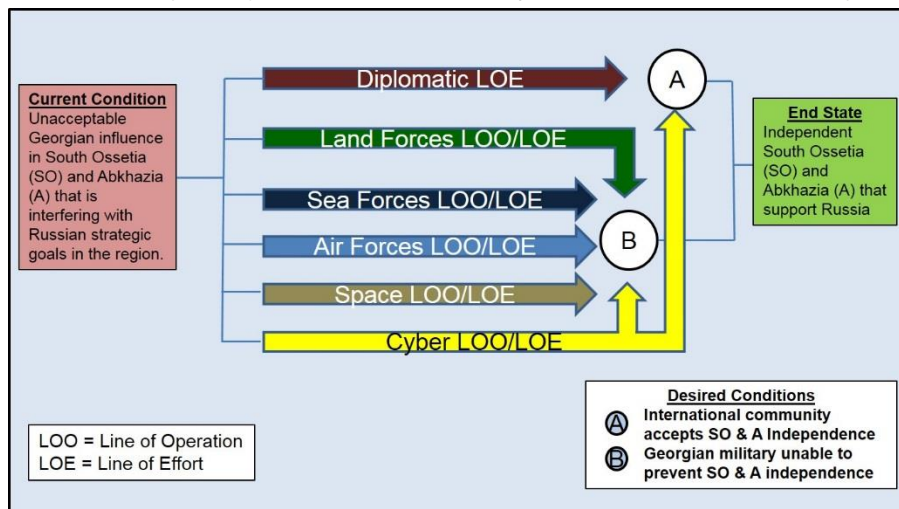 Current Condition
Unacceptable
Georgian influence
in South Ossetia
(SO) and Abkhazia
(A) that is
interfering with
Russian strategic
goals in the region.
Diplomatic LOE
Land Forces LOO/LOE
Sea Forces LOO/LOE
Air Forces LOO/LOE
Space LOO/LOE
Cyber LOO/LOE
A
B
End State
Independent
South Ossetia
(SO) and
Abkhazia (A) that
support Russia
LOO = Line of Operation
LOE = Line of Effort
Desired Conditions
A International community
accepts SO & A Independence
B Georgian military unable to
prevent SO & A independence